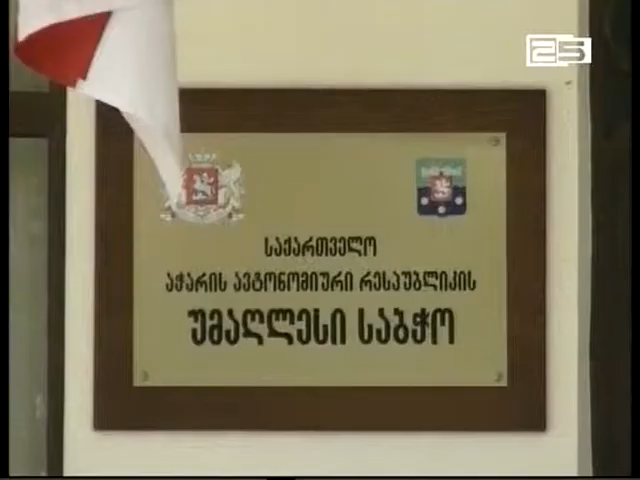 25
საქართველო
აჭარის ავტონომიური რესპუბლიკის
უმაღლესი საბჭო